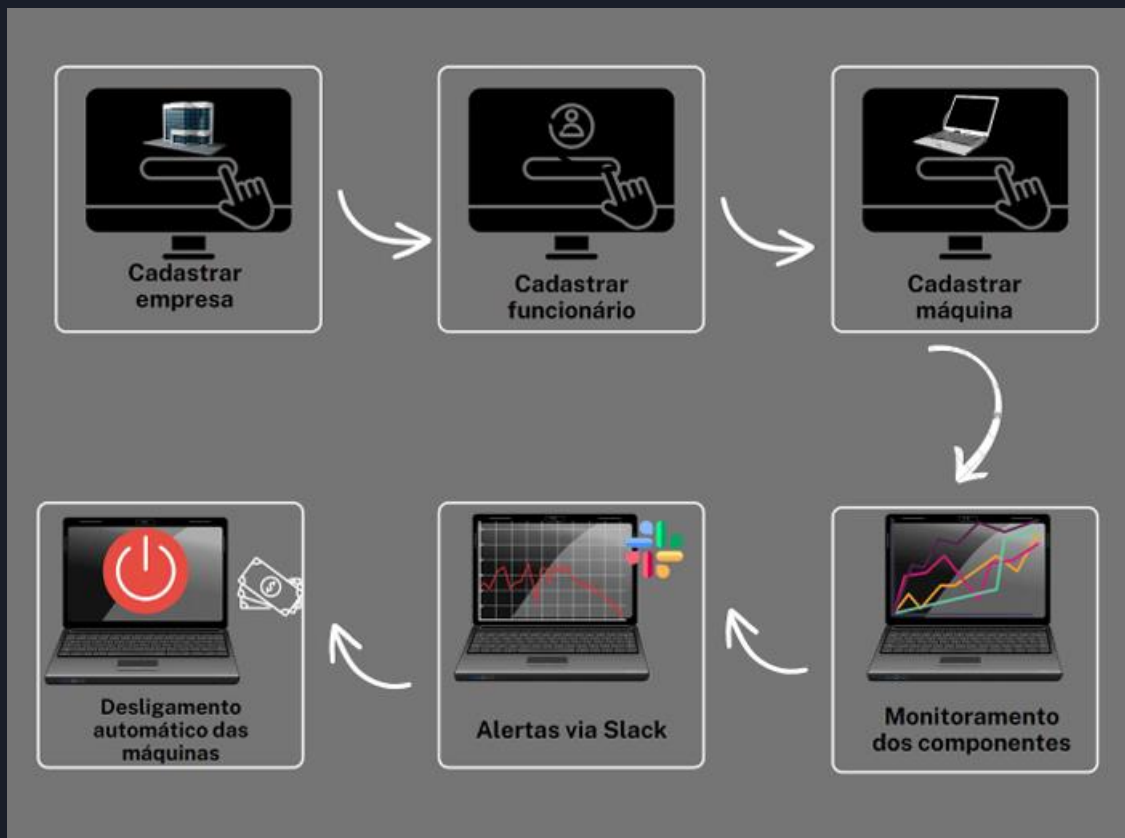 Cadastrar
empresa
Cadastrar
funcionário
Cadastrar
máquina
Monitoramento
dos componentes
Alertas via Slack
Desligamento
automático das
máquinas